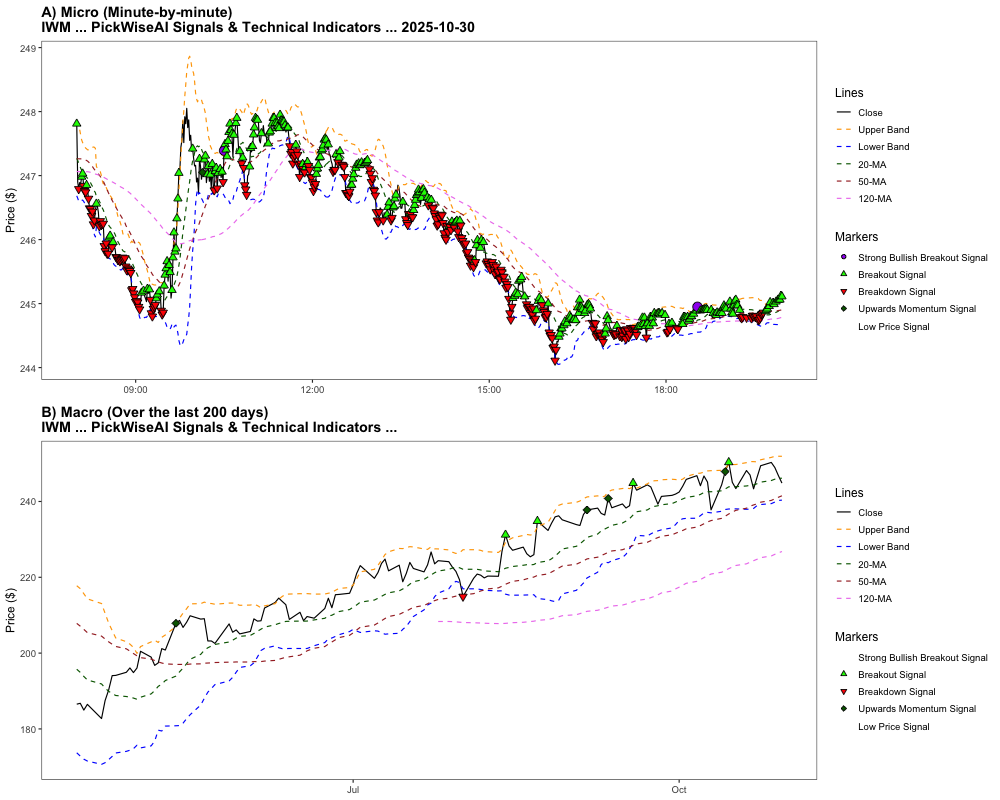 A) Micro (Minute-by-minute)
IWM ... PickWiseAI Signals & Technical Indicators ... 2025-10-30
249
248
247
246
245
244
Price ($)
09:00
12:00
15:00
18:00
Lines
Close
Upper Band
Lower Band
20-MA
50-MA
120-MA
Markers
Strong Bullish Breakout Signal
Breakout Signal
Breakdown Signal
Upwards Momentum Signal
Low Price Signal
B) Macro (Over the last 200 days)
IWM ... PickWiseAI Signals & Technical Indicators ...
240
220
200
180
Price ($)
Jul
Oct
Lines
Close
Upper Band
Lower Band
20-MA
50-MA
120-MA
Markers
Strong Bullish Breakout Signal
Breakout Signal
Breakdown Signal
Upwards Momentum Signal
Low Price Signal